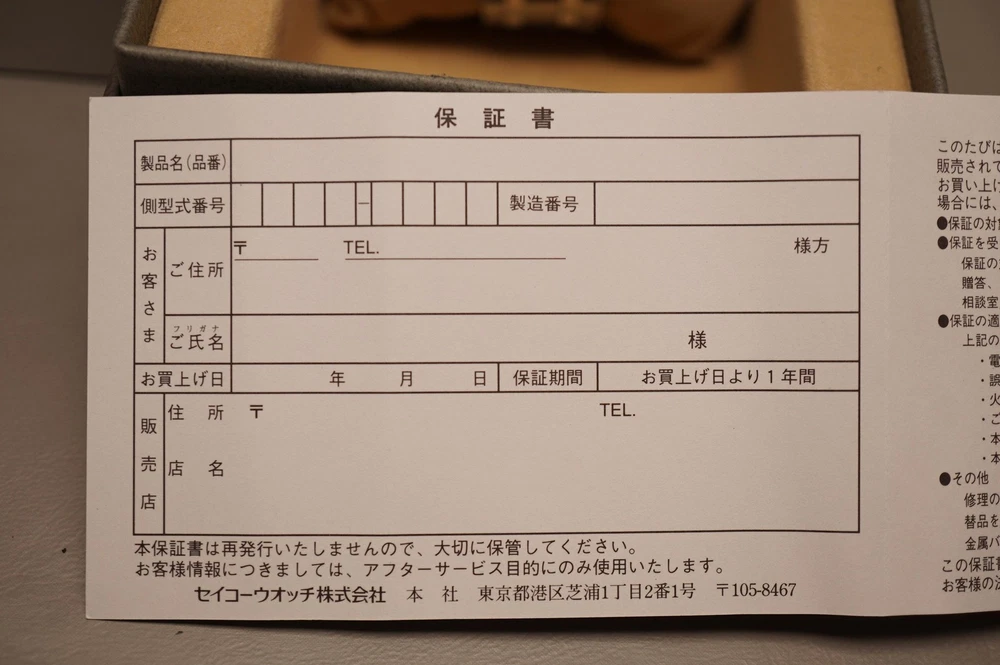 保証書
製品名(品番)
側型式番号 - 製造番号
お客さま
ご住所 〒 TEL. 様方
フリガナ
ご氏名 様
お買上げ日 年 月 日 保証期間 お買上げ日より1年間
販売店
住所 〒 TEL.
店名
本保証書は再発行いたしませんので、大切に保管してください。
お客様情報につきましては、アフターサービス目的にのみ使用いたします。
セイコーウオッチ株式会社 本社 東京都港区芝浦1丁目2番1号 〒105-8467
このたびは
販売されて
お買い上げ
場合には、
●保証の対
●保証を受
保証の
贈答、
相談室
●保証の適
上記の
・電
・誤
・火
・ご
・本
・本
●その他
修理の
替品を
金属バ
この保証書
お客様の